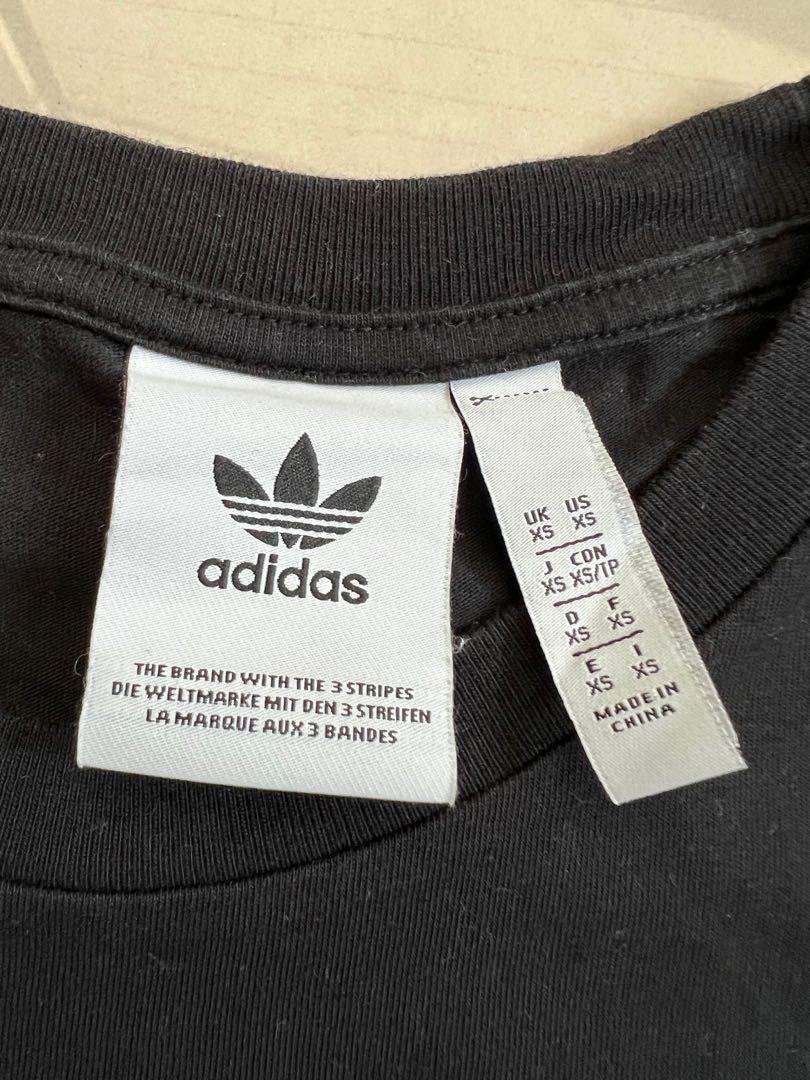 adidas
THE BRAND WITH THE 3 STRIPES
DIE WELTMARKE MIT DEN 3 STREIFEN
LA MARQUE AUX 3 BANDES
UK US
XS XS
J CDN
XS XS/TP
D F
XS XS
E I
XS XS
MADE IN
CHINA